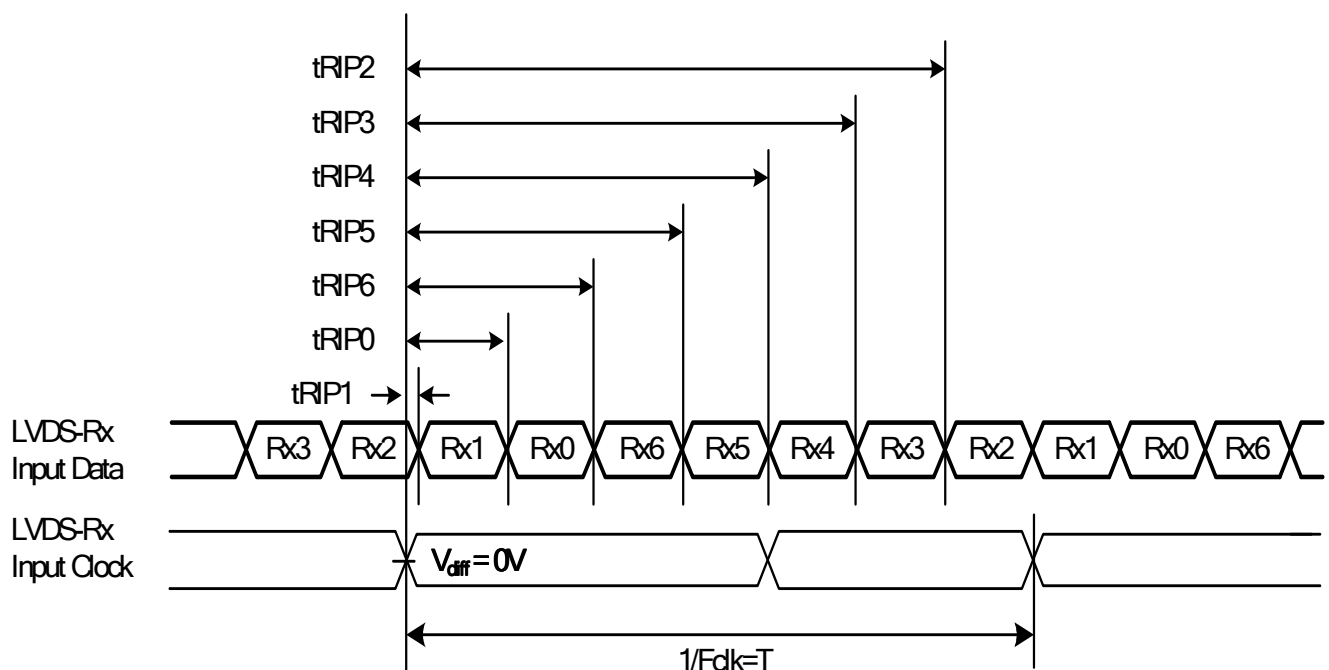 tRIP2
tRIP3
tRIP4
tRIP5
tRIP6
tRIP0
tRIP1
LVDS-Rx
Input Data
Rx3 Rx2 Rx1 Rx0 Rx6 Rx5 Rx4 Rx3 Rx2 Rx1 Rx0 Rx6
LVDS-Rx
Input Clock
Vdiff = 0V
1/Fclk=T